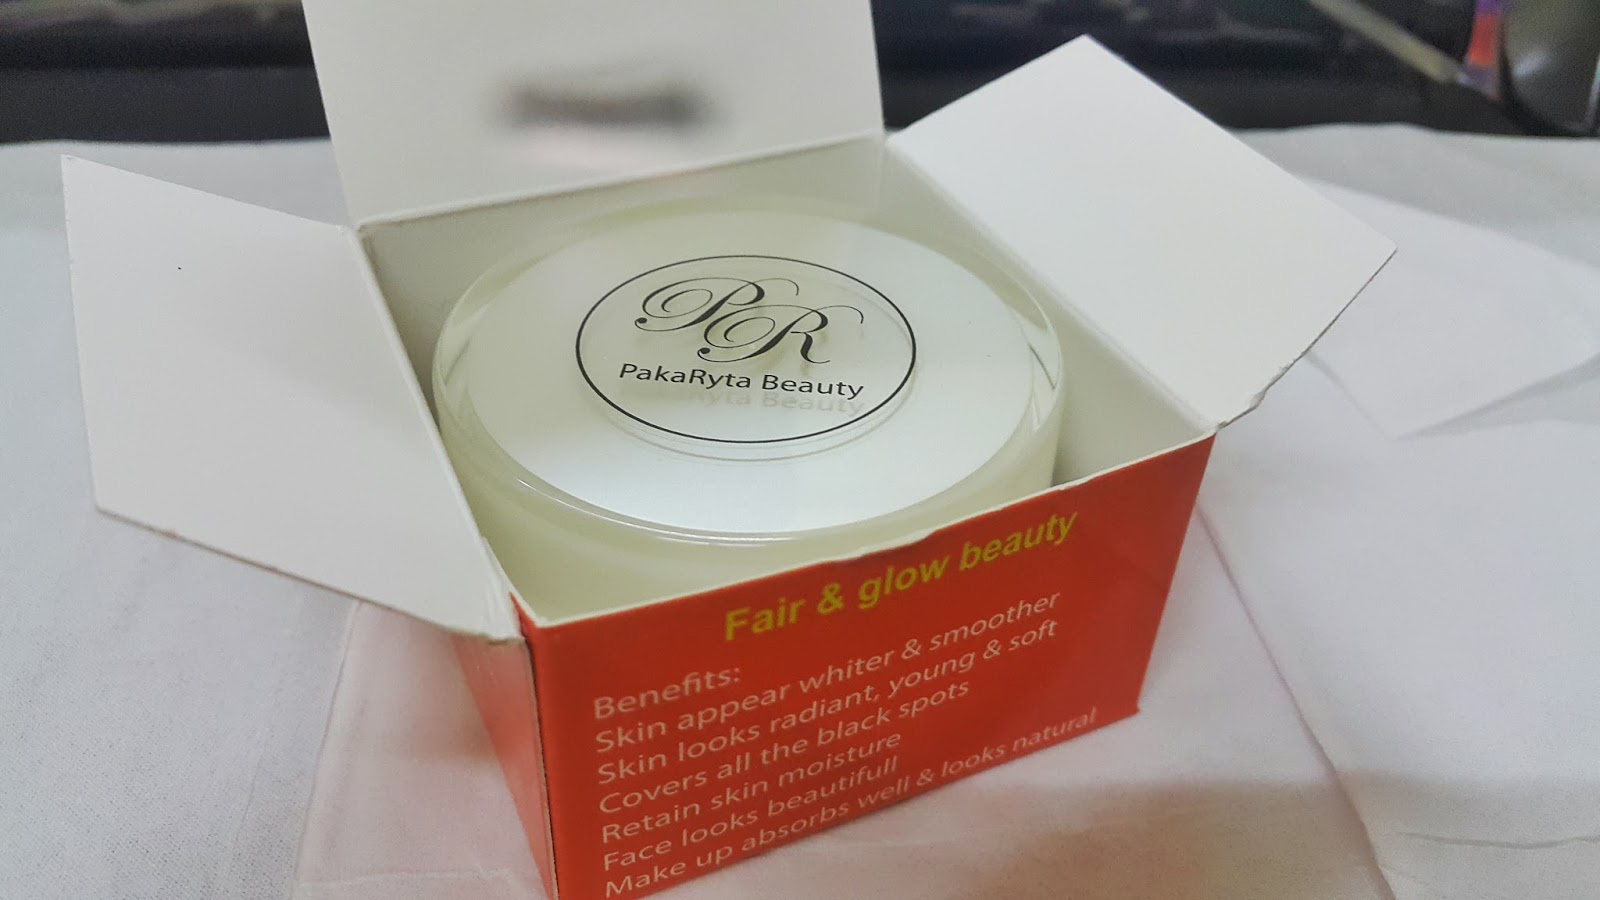 PR
PakaRyta Beauty
Fair & glow beauty
Benefits:
Skin appear whiter & smoother
Skin looks radiant, young & soft
Covers all the black spots
Retain skin moisture
Face looks beautifull
Make up absorbs well & looks natural